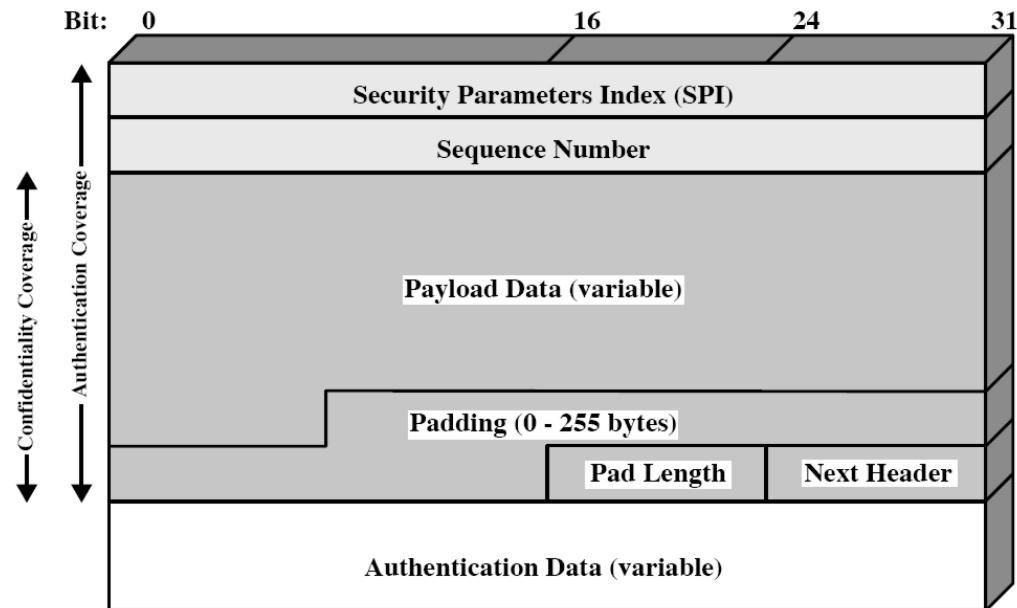 Bit: 0 16 24 31
Security Parameters Index (SPI)
Sequence Number
Confidentiality Coverage
Authentication Coverage
Payload Data (variable)
Padding (0 - 255 bytes)
Pad Length Next Header
Authentication Data (variable)